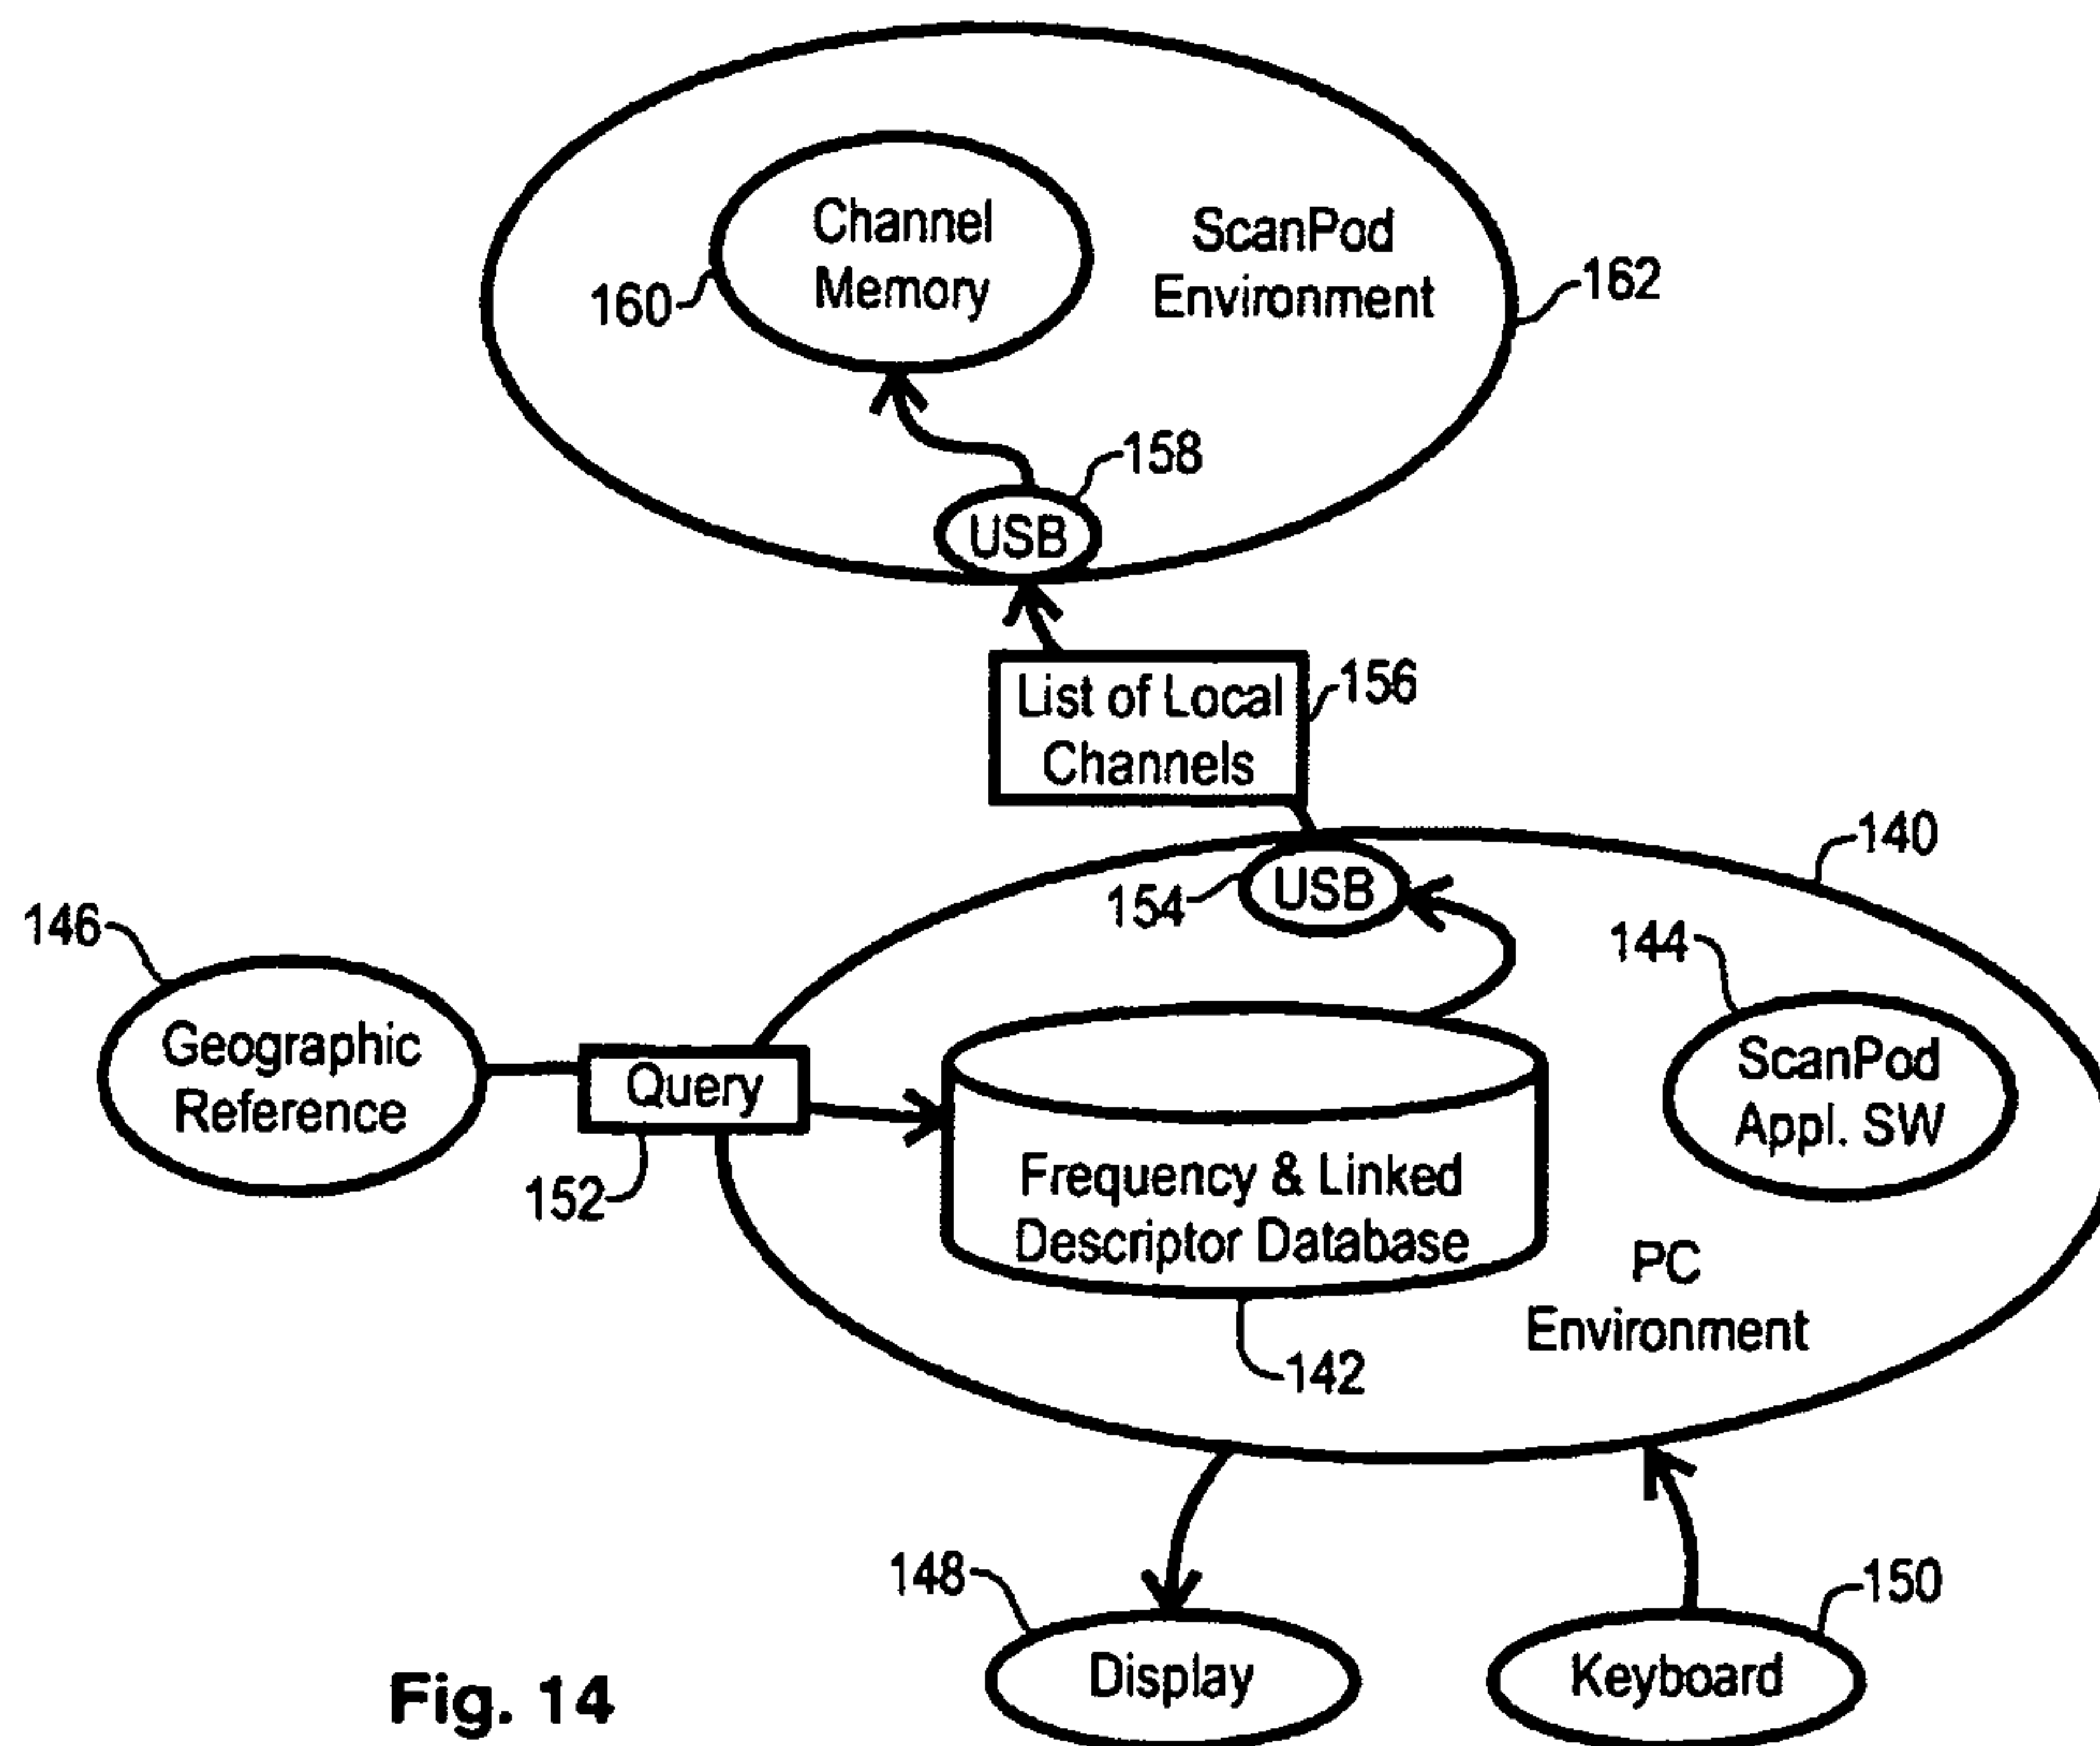 Channel
Memory
ScanPod
Environment
160
162
158
USB
List of Local
Channels
156
140
154
USB
146
144
Geographic
Reference
Query
152
ScanPod
Appl. SW
Frequency & Linked
Descriptor Database
PC
Environment
142
148
150
Display
Keyboard
Fig. 14